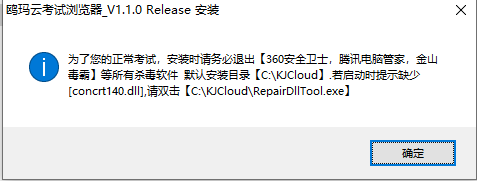 鸥玛云考试浏览器_V1.1.0 Release 安装
为了您的正常考试，安装时请务必退出【360安全卫士，腾讯电脑管家，金山
毒霸】等所有杀毒软件  默认安装目录【C:\KJCloud】.若启动时提示缺少
[concrt140.dll],请双击【C:\KJCloud\RepairDllTool.exe】
确定